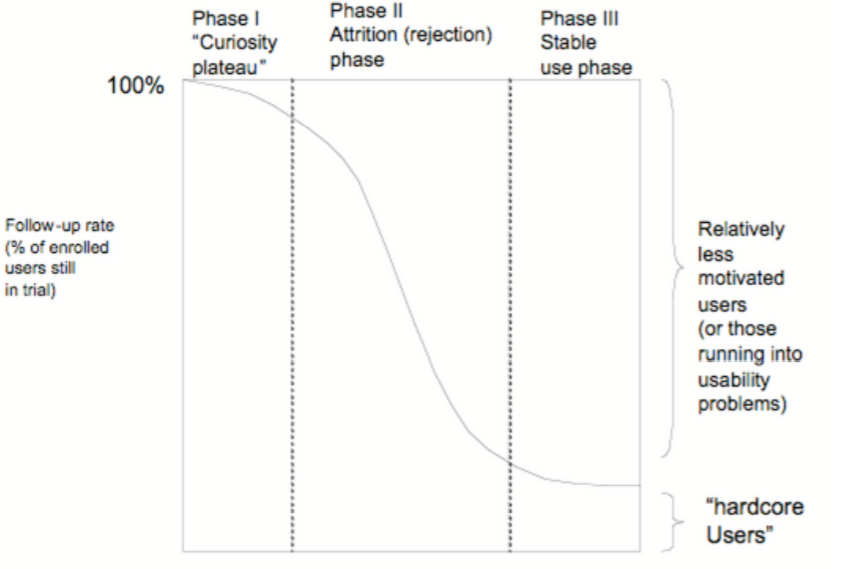 Phase I
“Curiosity
plateau”
Phase II
Attrition (rejection)
phase
Phase III
Stable
use phase
100%
Follow-up rate
(% of enrolled
users still
in trial)
Relatively
less
motivated
users
(or those
running into
usability
problems)
“hardcore
Users”